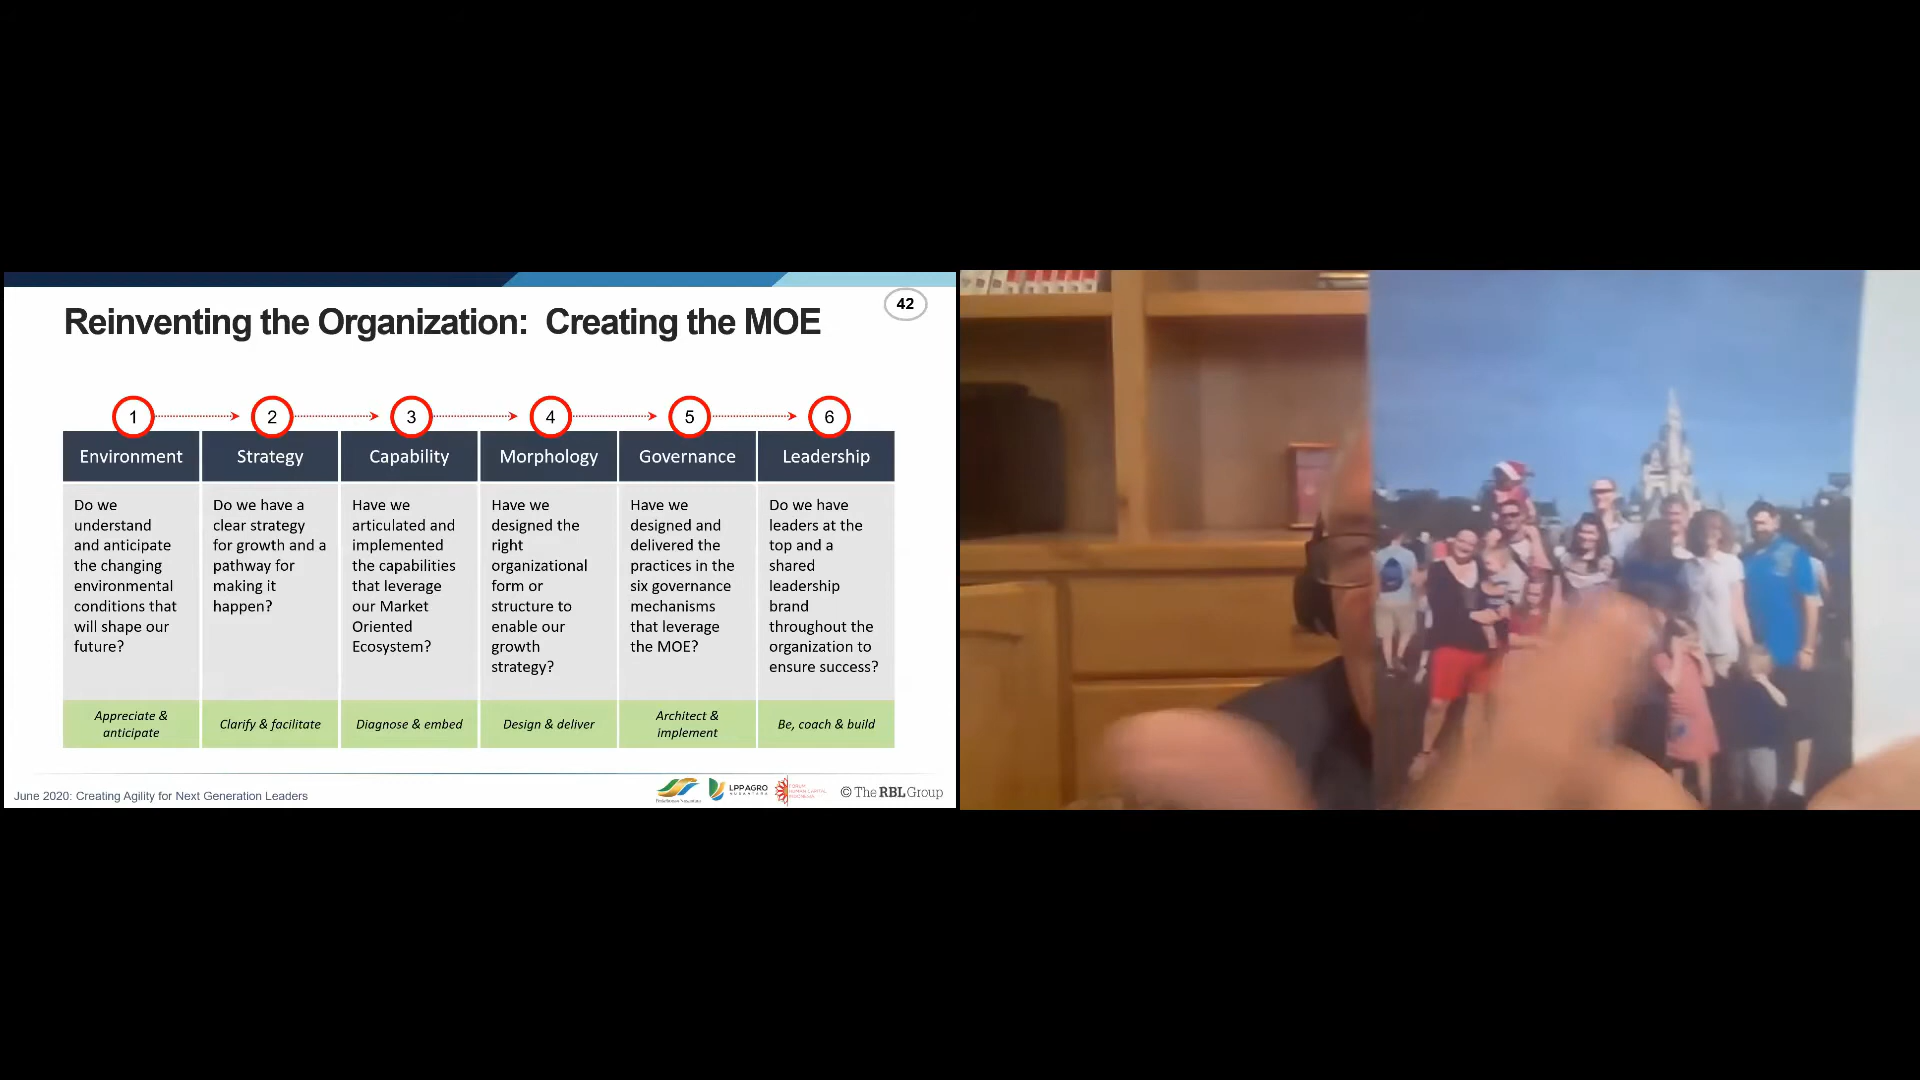 Reinventing the Organization: Creating the MOE
42
1
2
3
4
5
6
Environment
Strategy
Capability
Morphology
Governance
Leadership
Do we
understand
and anticipate
the changing
environmental
conditions that
will shape our
future?
Do we have a
clear strategy
for growth and a
pathway for
making it
happen?
Have we
articulated and
implemented
the capabilities
that leverage
our Market
Oriented
Ecosystem?
Have we
designed the
right
organizational
form or
structure to
enable our
growth
strategy?
Have we
designed and
delivered the
practices in the
six governance
mechanisms
that leverage
the MOE?
Do we have
leaders at the
top and a
shared
leadership
brand
throughout the
organization to
ensure success?
Appreciate &
anticipate
Clarify & facilitate
Diagnose & embed
Design & deliver
Architect &
implement
Be, coach & build
June 2020: Creating Agility for Next Generation Leaders
LPPAGRO
NUSANTARA
FORUM
HUMAN CAPITAL
INDONESIA
© The RBL Group